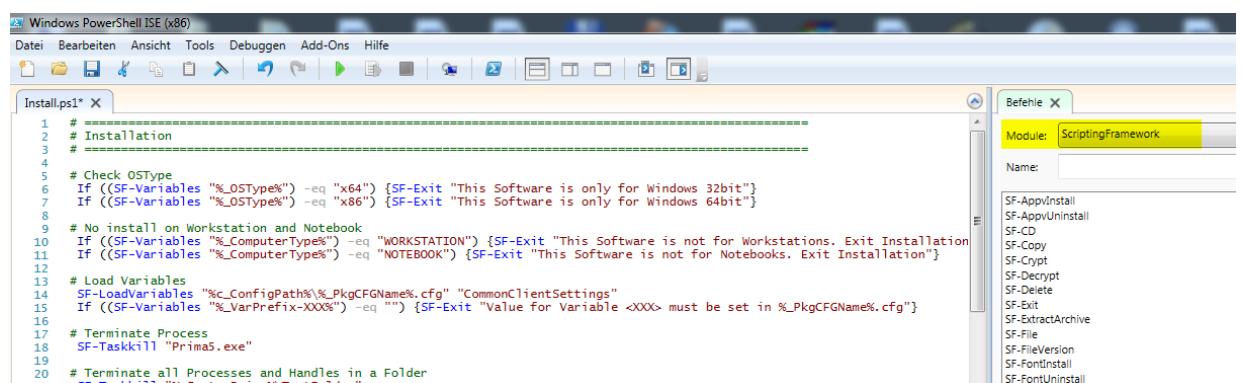 Windows PowerShell ISE (x86)
Datei Bearbeiten Ansicht Tools Debuggen Add-Ons Hilfe
Install.ps1* X
Befehle X
1 # ==============================================================================================
2 # Installation
3 # ==============================================================================================
4
5 # Check OSType
6 If ((SF-Variables "%_OSType%") -eq "x64") {SF-Exit "This Software is only for Windows 32bit"}
7 If ((SF-Variables "%_OSType%") -eq "x86") {SF-Exit "This Software is only for Windows 64bit"}
8
9 # No install on Workstation and Notebook
10 If ((SF-Variables "%_ComputerType%") -eq "WORKSTATION") {SF-Exit "This Software is not for Workstations. Exit Installation
11 If ((SF-Variables "%_ComputerType%") -eq "NOTEBOOK") {SF-Exit "This Software is not for Notebooks. Exit Installation"}
12
13 # Load Variables
14 SF-LoadVariables "%c_ConfigPath%\%_PkgCFGName%.cfg" "CommonClientSettings"
15 If ((SF-Variables "%_VarPrefix-XXX%") -eq "") {SF-Exit "Value for Variable <XXX> must be set in %_PkgCFGName%.cfg"}
16
17 # Terminate Process
18 SF-Taskkill "Prima5.exe"
19
20 # Terminate all Processes and Handles in a Folder
Module: ScriptingFramework
Name:
SF-AppvInstall
SF-AppvUninstall
SF-CD
SF-Copy
SF-Crypt
SF-Decrypt
SF-Delete
SF-Exit
SF-ExtractArchive
SF-File
SF-FileVersion
SF-FontInstall
SF-FontUninstall